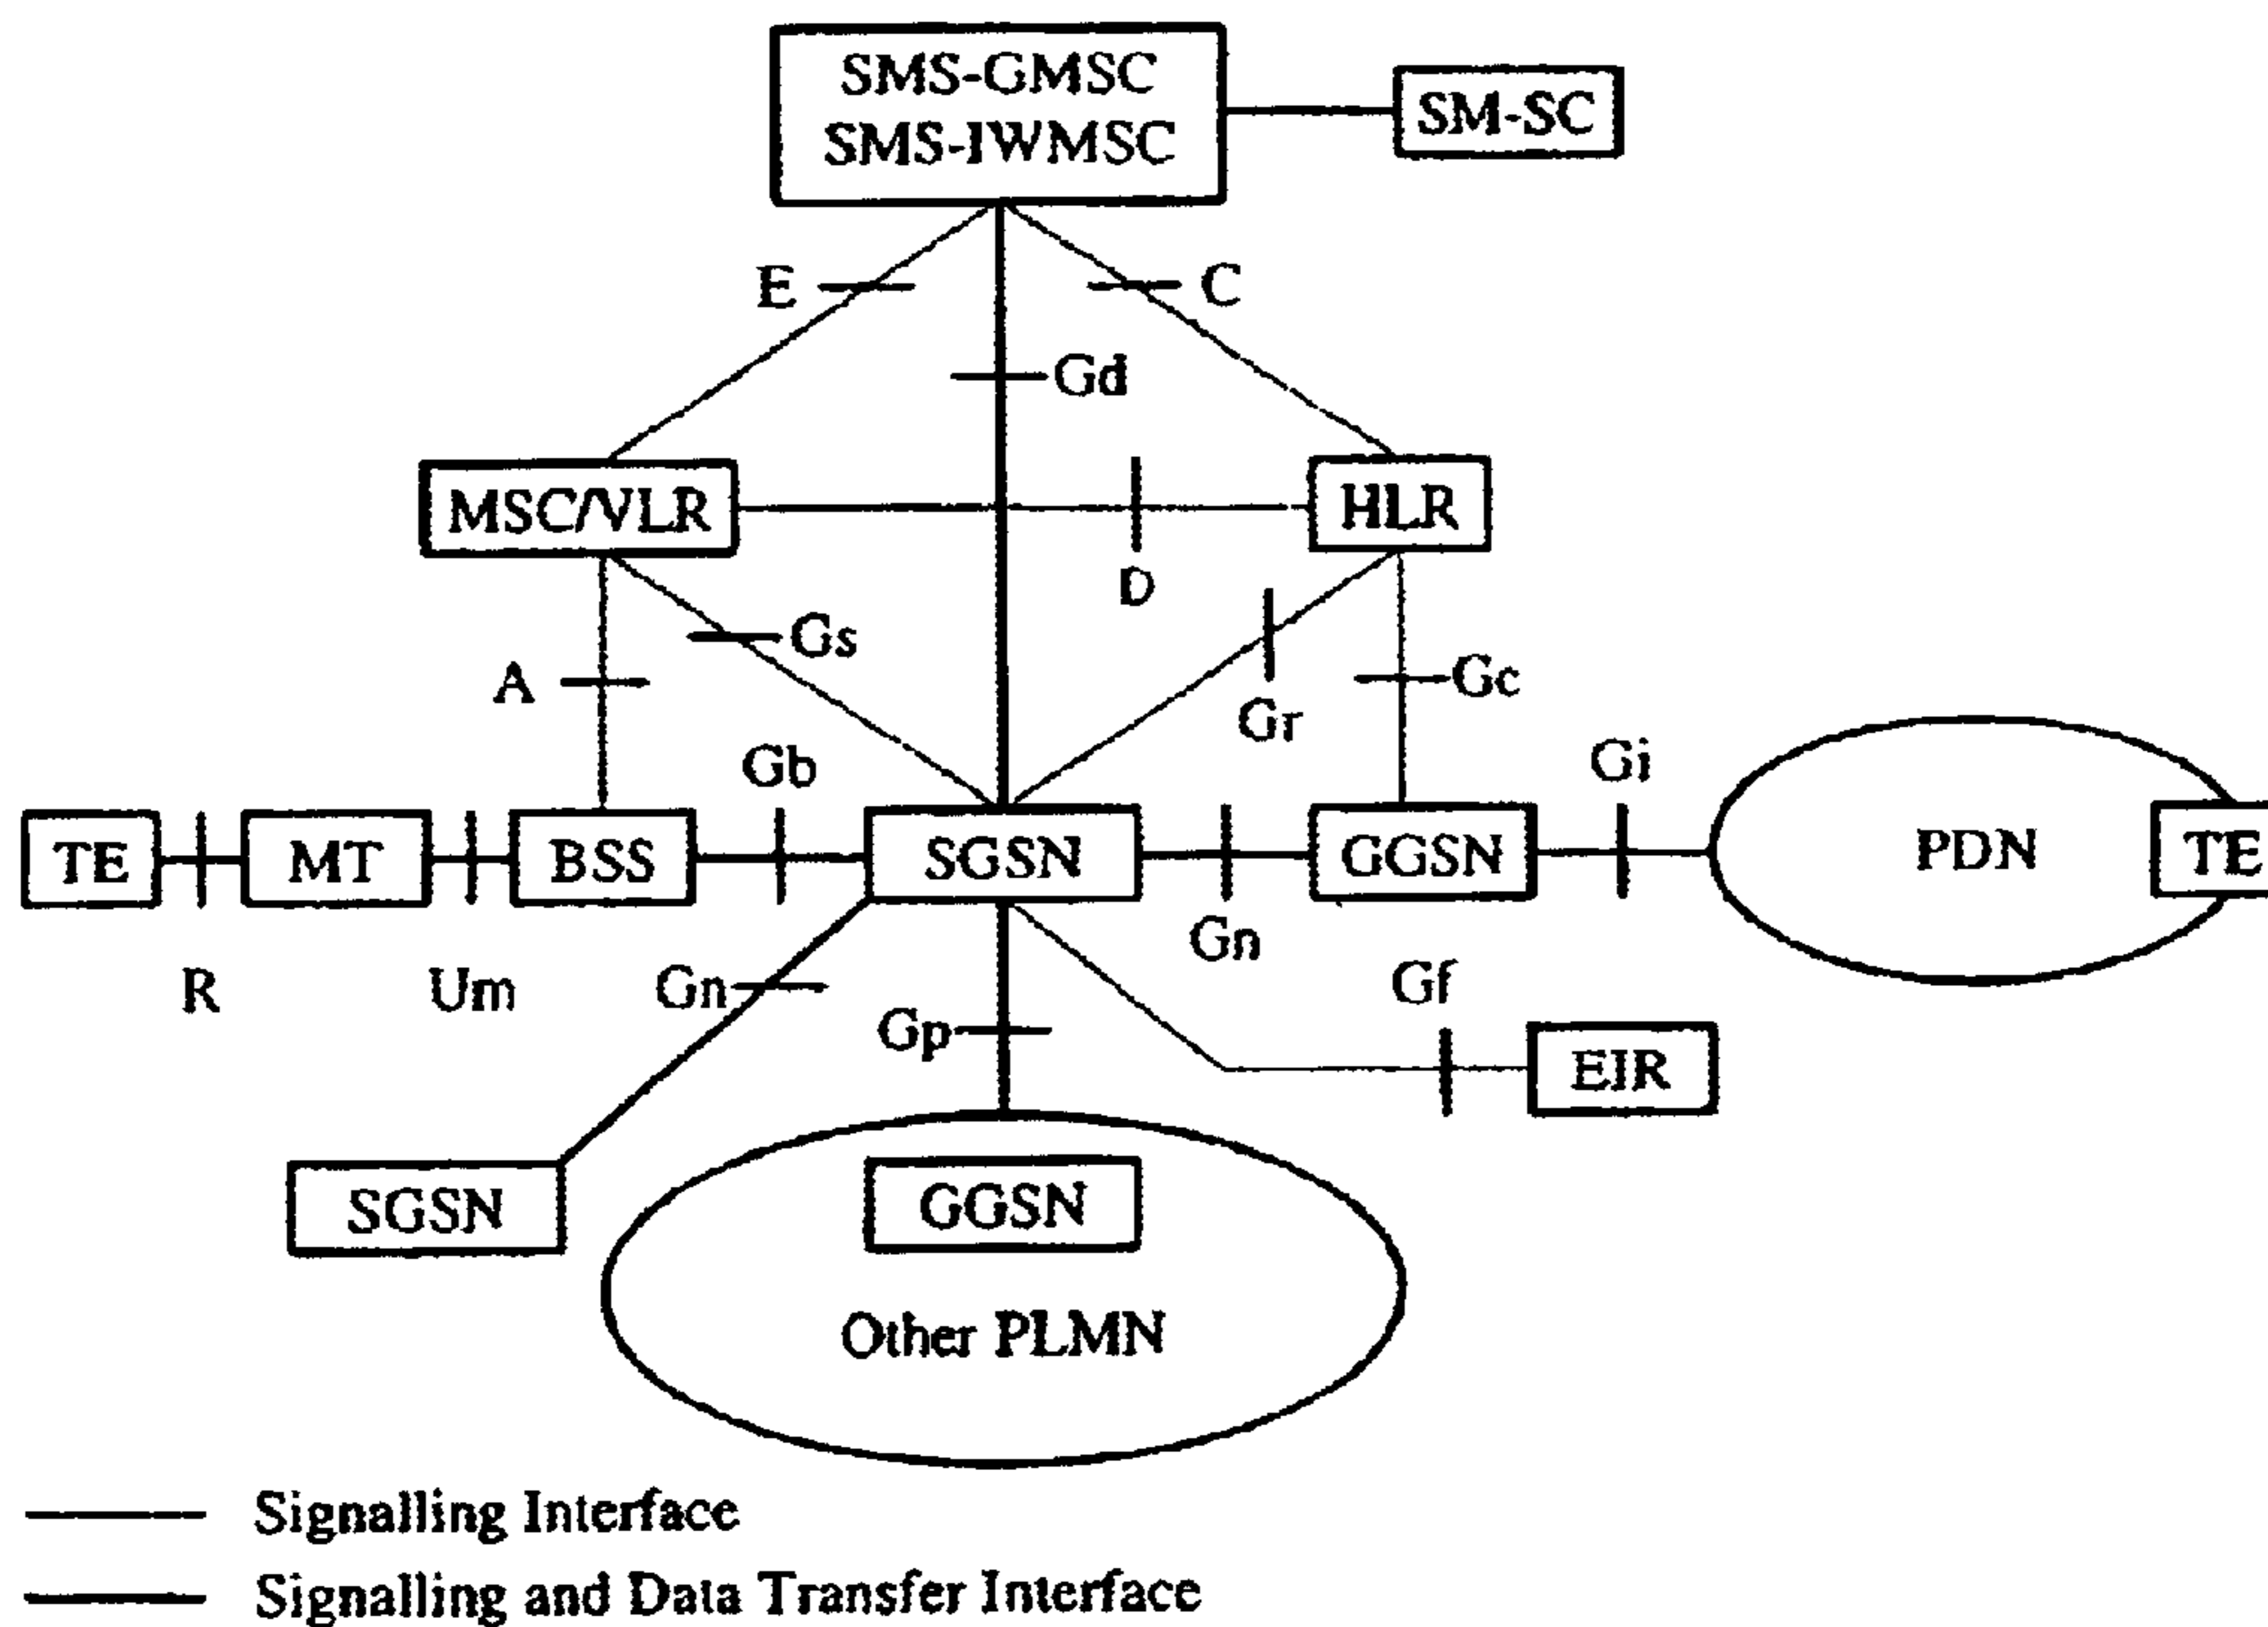 SMS-GMSC
SMS-IWMSC
SM-SC
E
C
Gd
MSC/VLR
HLR
D
Gs
A
Gr
Gc
Gb
Gi
TE
MT
BSS
SGSN
GGSN
PDN
TE
R
Um
Gn
Gn
Gf
Gp
EIR
SGSN
GGSN
Other PLMN
Signalling Interface
Signalling and Data Transfer Interface